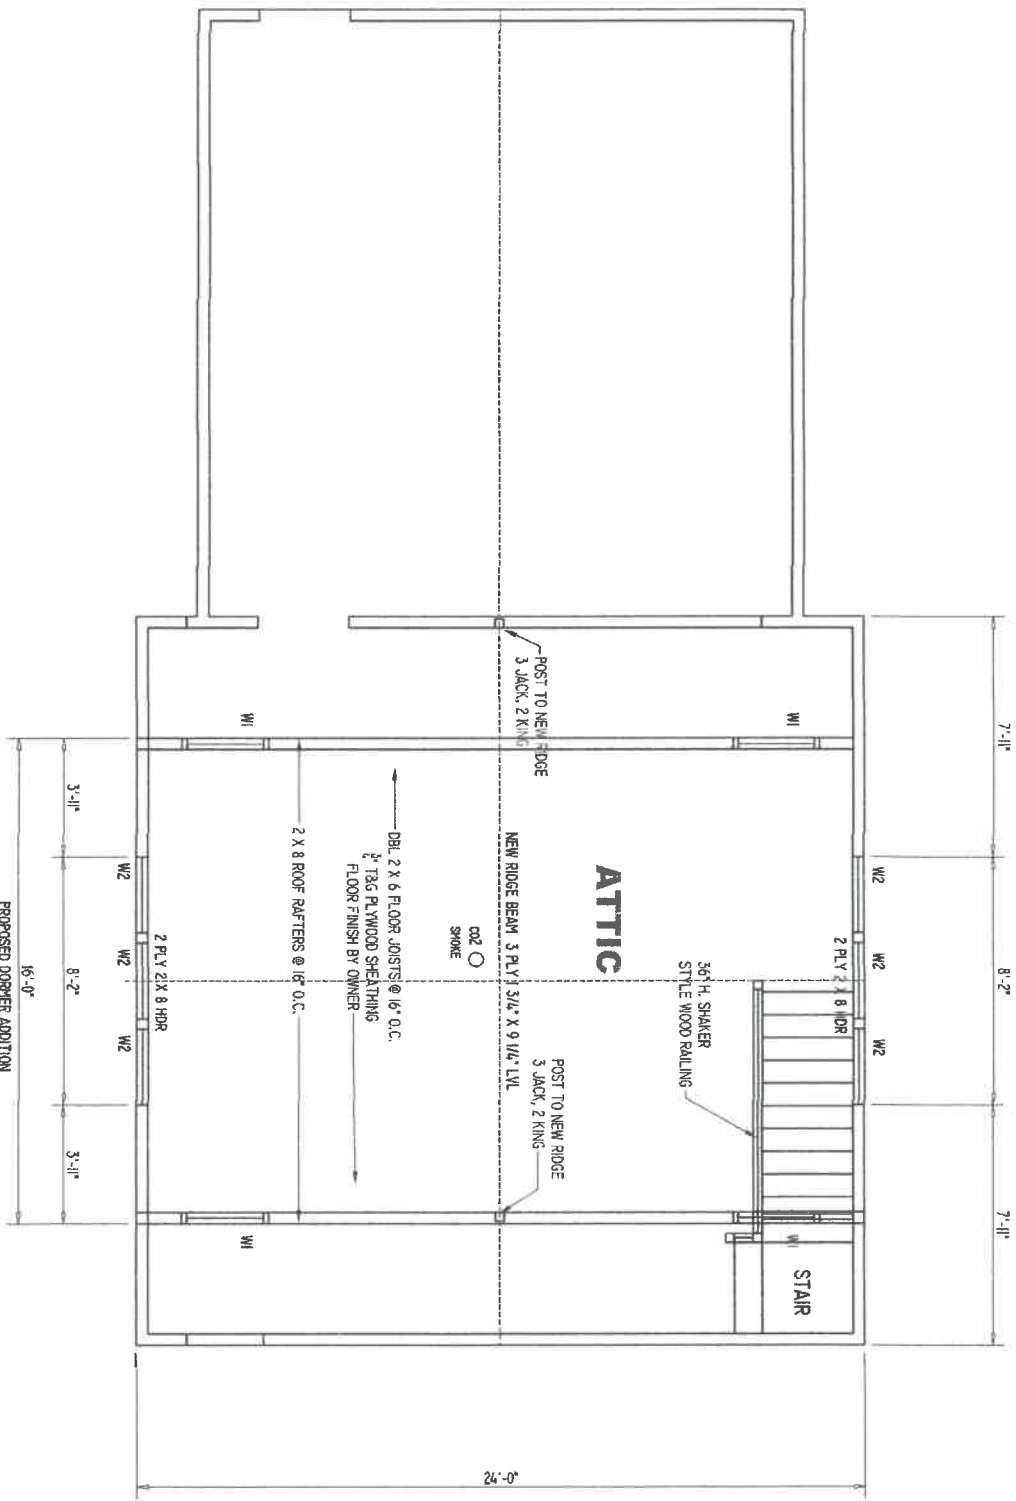 7'-11"
8'-2"
7'-11"
W2
W2
W2
2 PLY 2 X 8 HDR
36" H. SHAKER
STYLE WOOD RAILING
STAIR
W1
W1
ATTIC
POST TO NEW RIDGE
3 JACK, 2 KING
NEW RIDGE BEAM 3 PLY 1 3/4" X 9 1/4" LVL
POST TO NEW RIDGE
3 JACK, 2 KING
CO2
SMOKE
DBL 2 X 6 FLOOR JOISTS @ 16" O.C.
3/4" T&G PLYWOOD SHEATHING
FLOOR FINISH BY OWNER
2 X 8 ROOF RAFTERS @ 16" O.C.
W1
W1
2 PLY 2 X 8 HDR
W2
W2
W2
3'-11"
8'-2"
3'-11"
16'-0"
PROPOSED DORMER ADDITION
24'-0"